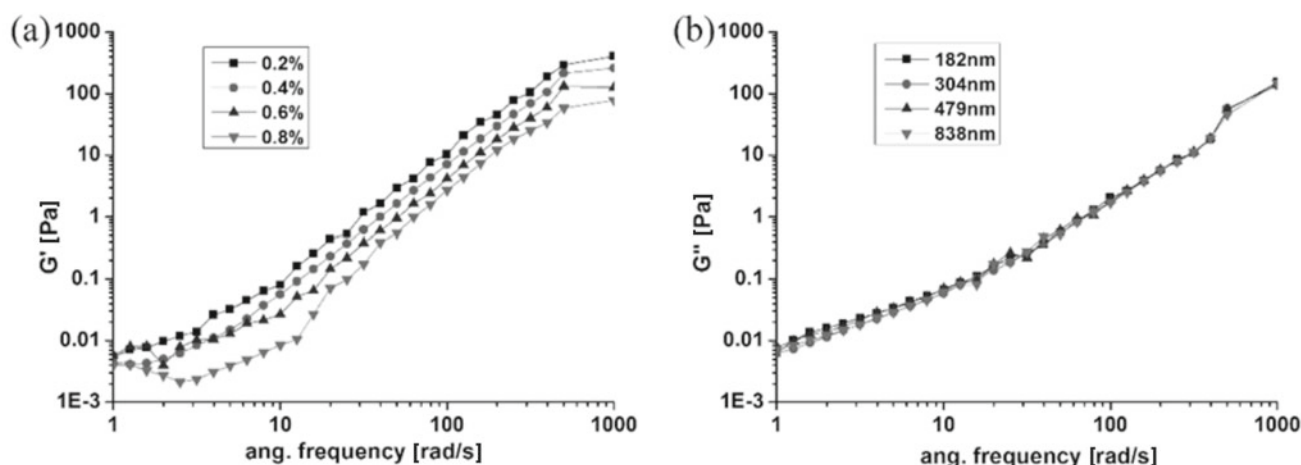 (a)
1000
100
10
1
0.1
0.01
1E-3
G' [Pa]
0.2%
0.4%
0.6%
0.8%
1 10 100 1000
ang. frequency [rad/s]
(b)
1000
100
10
1
0.1
0.01
1E-3
G" [Pa]
182nm
304nm
479nm
838nm
1 10 100 1000
ang. frequency [rad/s]